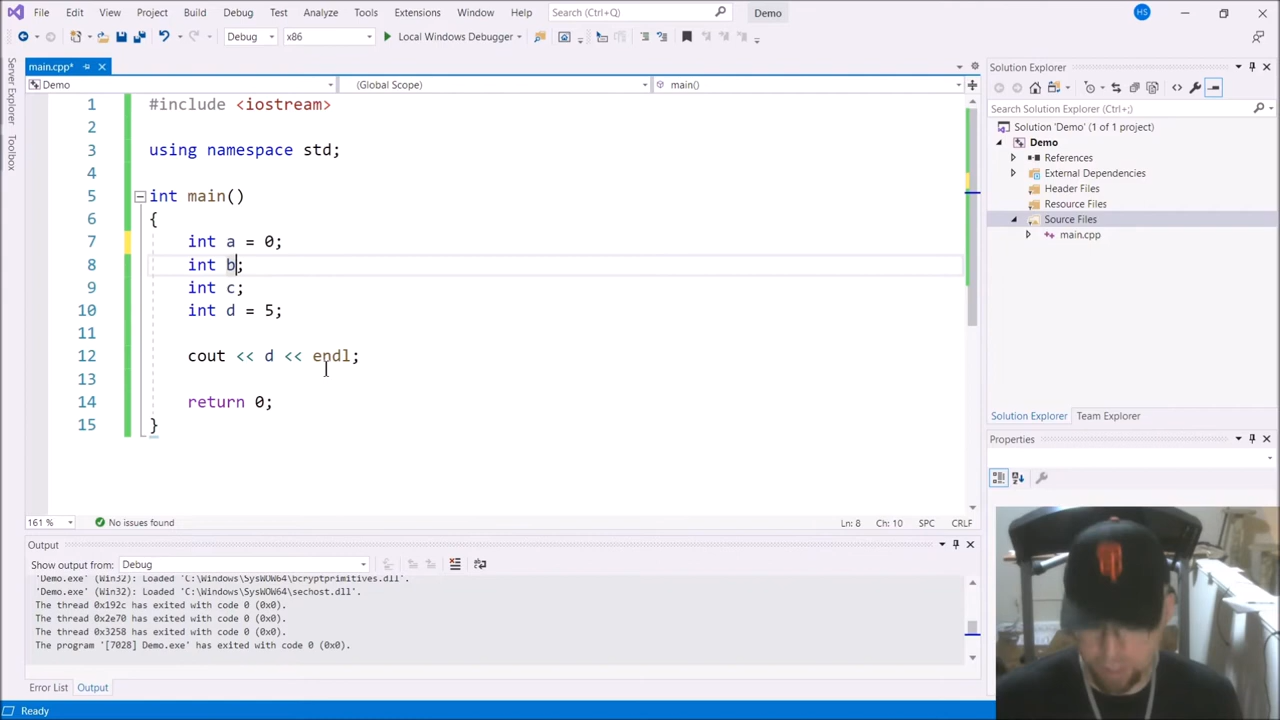 File Edit View Project Build Debug Test Analyze Tools Extensions Window Help Search (Ctrl+Q) Demo HS
Debug x86 Local Windows Debugger
Server Explorer
Toolbox
main.cpp*
Demo (Global Scope) main()
1 #include <iostream>
2
3 using namespace std;
4
5 int main()
6 {
7 int a = 0;
8 int b;
9 int c;
10 int d = 5;
11
12 cout << d << endl;
13
14 return 0;
15 }
161 % No issues found Ln: 8 Ch: 10 SPC CRLF
Output
Show output from: Debug
'Demo.exe' (Win32): Loaded 'C:\Windows\SysWOW64\bcryptprimitives.dll'.
'Demo.exe' (Win32): Loaded 'C:\Windows\SysWOW64\sechost.dll'.
The thread 0x192c has exited with code 0 (0x0).
The thread 0x2e70 has exited with code 0 (0x0).
The thread 0x3258 has exited with code 0 (0x0).
The program '[7028] Demo.exe' has exited with code 0 (0x0).
Error List Output
Ready
Solution Explorer
Search Solution Explorer (Ctrl+;)
Solution 'Demo' (1 of 1 project)
Demo
References
External Dependencies
Header Files
Resource Files
Source Files
main.cpp
Solution Explorer Team Explorer
Properties